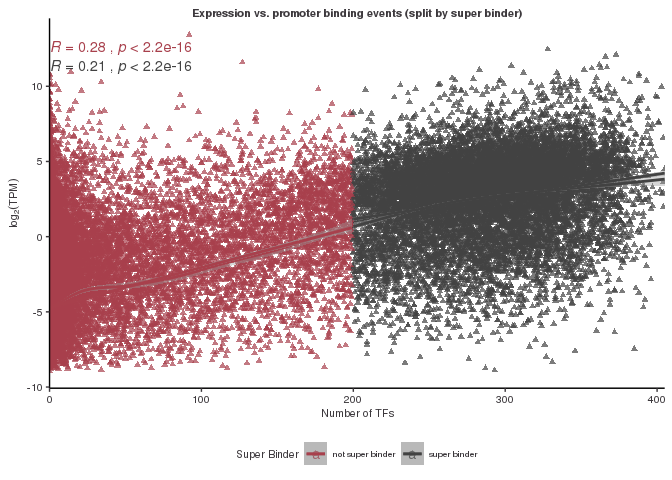 Expression vs. promoter binding events (split by super binder)
R = 0.28 , p < 2.2e-16
R = 0.21 , p < 2.2e-16
log2(TPM)
10
5
0
-5
-10
0 100 200 300 400
Number of TFs
Super Binder a not super binder a super binder